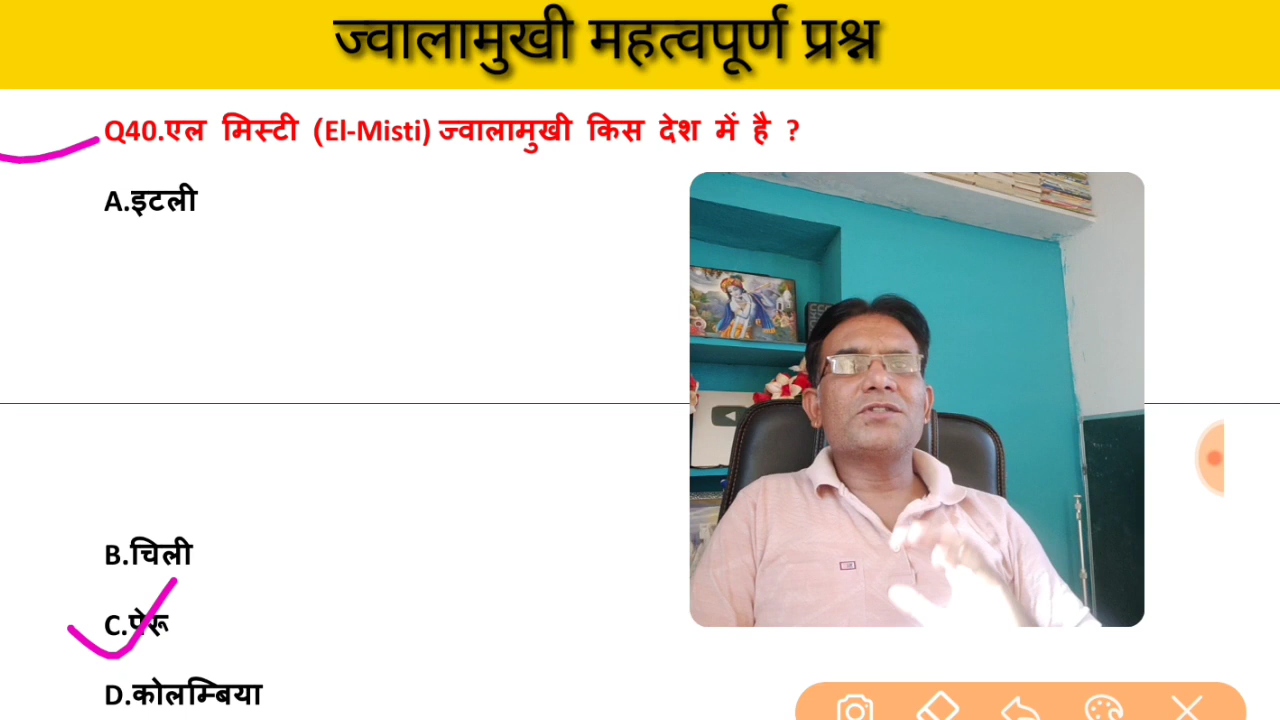 ज्वालामुखी महत्वपूर्ण प्रश्न
Q40.एल मिस्टी (El-Misti) ज्वालामुखी किस देश में है ?
A.इटली
B.चिली
C.पेरू
D.कोलम्बिया